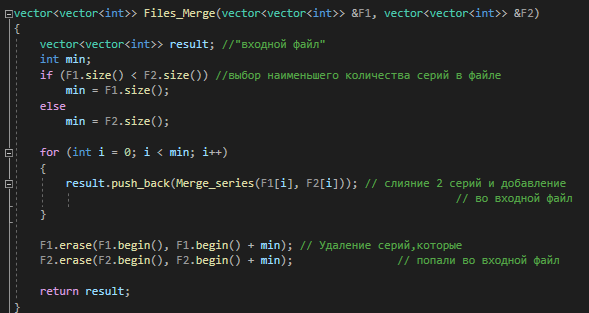 vector<vector<int>> Files_Merge(vector<vector<int>> &F1, vector<vector<int>> &F2)
{
vector<vector<int>> result; //"входной файл"
int min;
if (F1.size() < F2.size()) //выбор наименьшего количества серий в файле
min = F1.size();
else
min = F2.size();
for (int i = 0; i < min; i++)
{
result.push_back(Merge_series(F1[i], F2[i])); // слияние 2 серий и добавление
// во входной файл
}
F1.erase(F1.begin(), F1.begin() + min); // Удаление серий,которые
F2.erase(F2.begin(), F2.begin() + min); // попали во входной файл
return result;
}